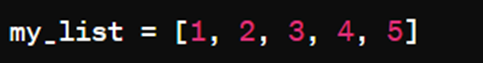 my_list = [1, 2, 3, 4, 5]